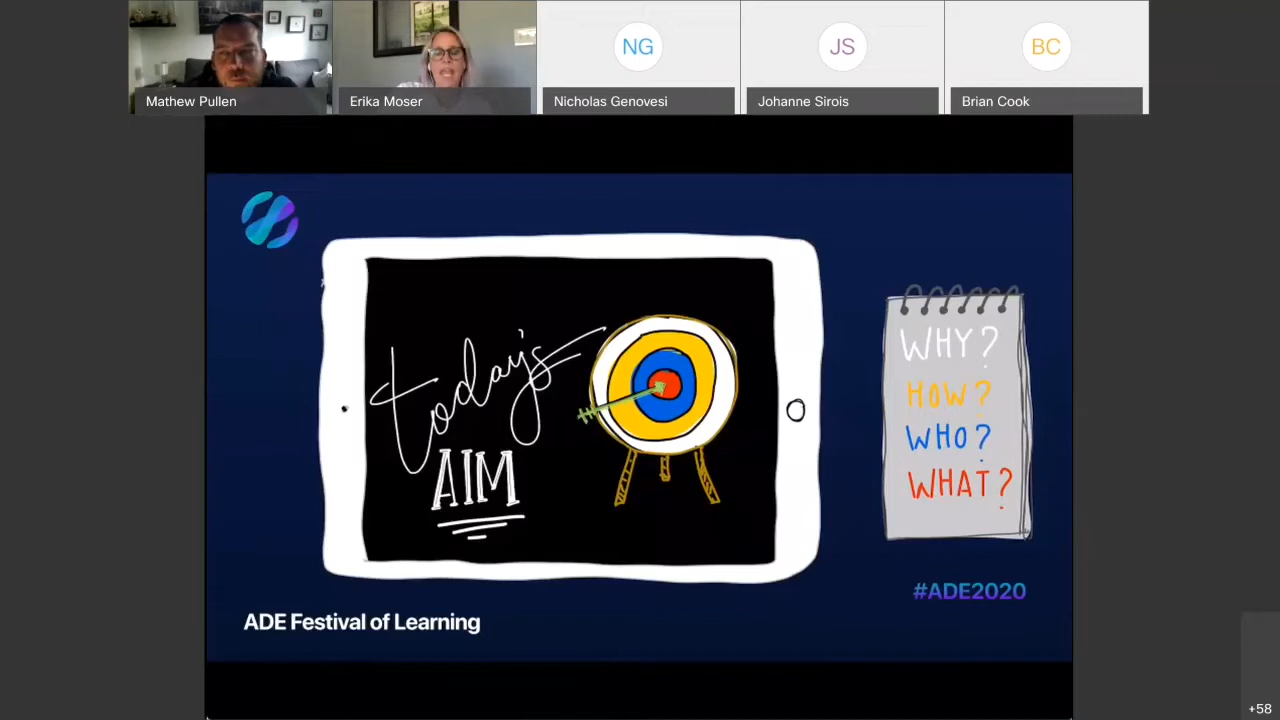 NG
JS
BC
Mathew Pullen
Erika Moser
Nicholas Genovesi
Johanne Sirois
Brian Cook
today's
AIM
WHY?
HOW?
WHO?
WHAT?
#ADE2020
ADE Festival of Learning
+58